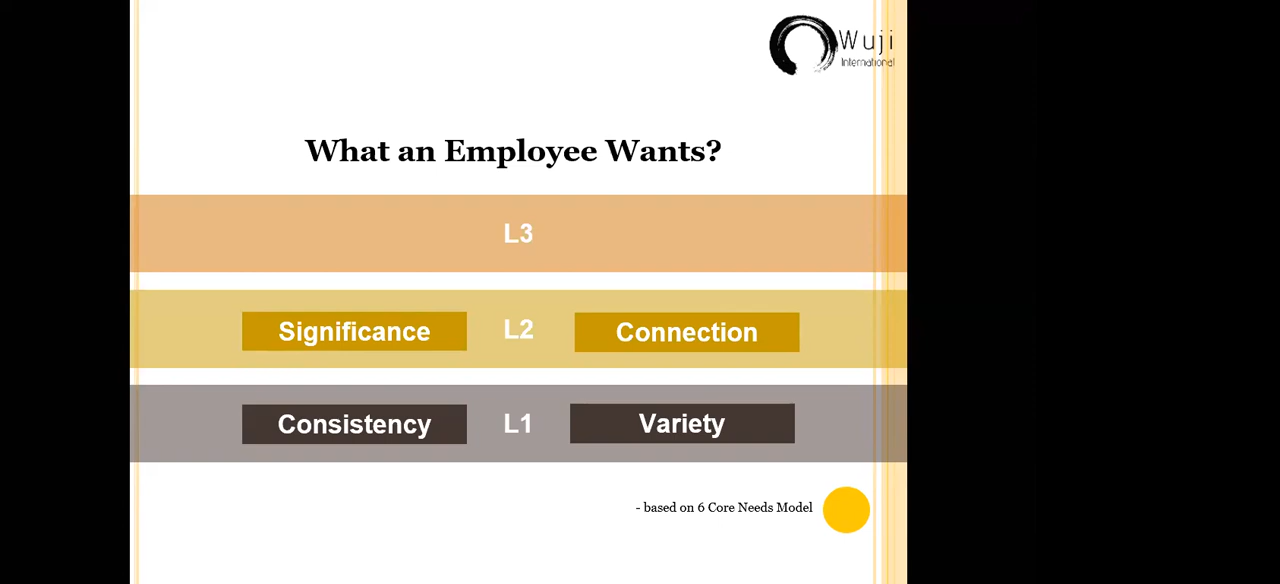 Wuji
International
What an Employee Wants?
L3
Significance L2 Connection
Consistency L1 Variety
- based on 6 Core Needs Model